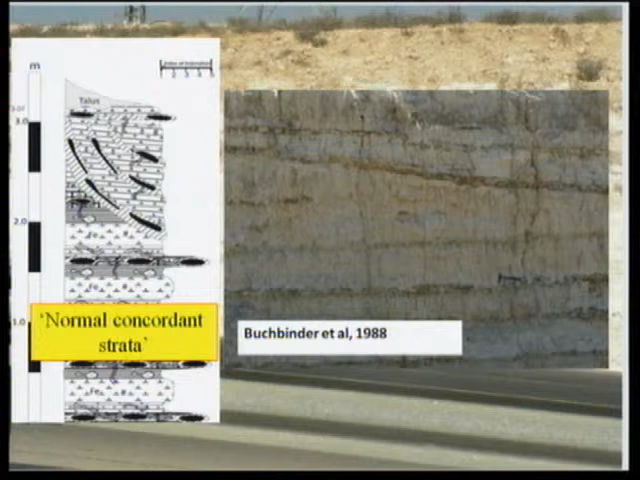 m
Talus
3.0
2.0
1.0
'Normal concordant
strata'
Buchbinder et al, 1988